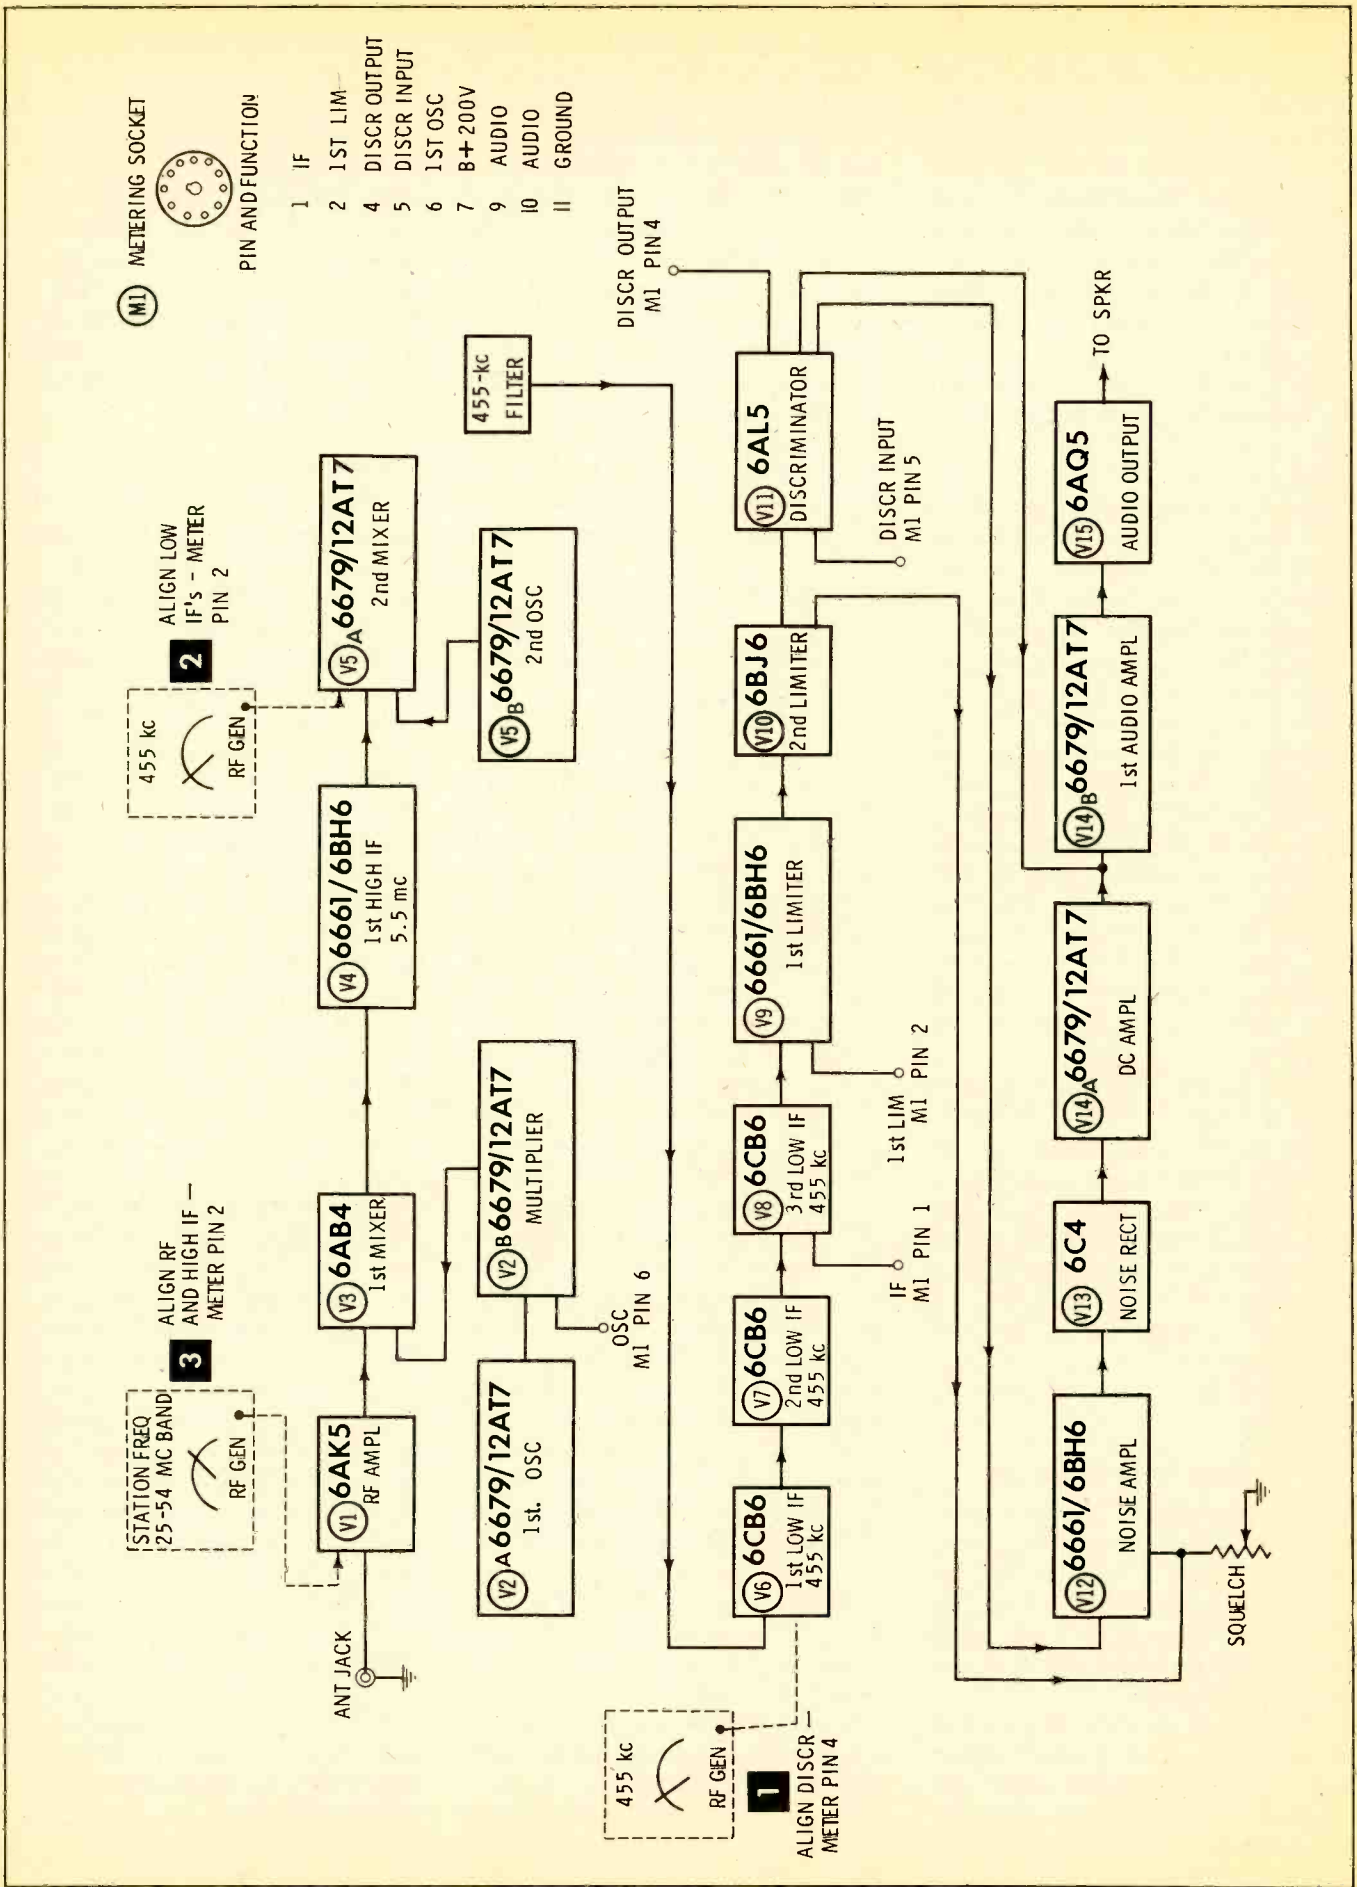 M1 METERING SOCKET
PIN AND FUNCTION
1 IF
2 1ST LIM
4 DISCR OUTPUT
5 DISCR INPUT
6 1ST OSC
7 B+ 200V
9 AUDIO
10 AUDIO
11 GROUND
STATION FREQ
25-54 MC BAND
RF GEN
3
ALIGN RF
AND HIGH IF —
METER PIN 2
455 kc
RF GEN
2
ALIGN LOW
IF's - METER
PIN 2
ANT JACK
V1 6AK5
RF AMPL
V3 6AB4
1st MIXER
V4 6661/6BH6
1st HIGH IF
5.5 mc
V5 A 6679/12AT7
2nd MIXER
V2 A 6679/12AT7
1st. OSC
V2 B 6679/12AT7
MULTIPLIER
OSC
M1 PIN 6
V5 B 6679/12AT7
2nd OSC
455-kc
FILTER
455 kc
RF GEN
1
ALIGN DISCR —
METER PIN 4
V6 6CB6
1st LOW IF
455 kc
V7 6CB6
2nd LOW IF
455 kc
V8 6CB6
3rd LOW IF
455 kc
IF
M1 PIN 1
V9 6661/6BH6
1st LIMITER
1st LIM
M1 PIN 2
V10 6BJ6
2nd LIMITER
V11 6AL5
DISCRIMINATOR
DISCR INPUT
M1 PIN 5
DISCR OUTPUT
M1 PIN 4
V12 6661/6BH6
NOISE AMPL
SQUELCH
V13 6C4
NOISE RECT
V14 A 6679/12AT7
DC AMPL
V14 B 6679/12AT7
1st AUDIO AMPL
V15 6AQ5
AUDIO OUTPUT
TO SPKR